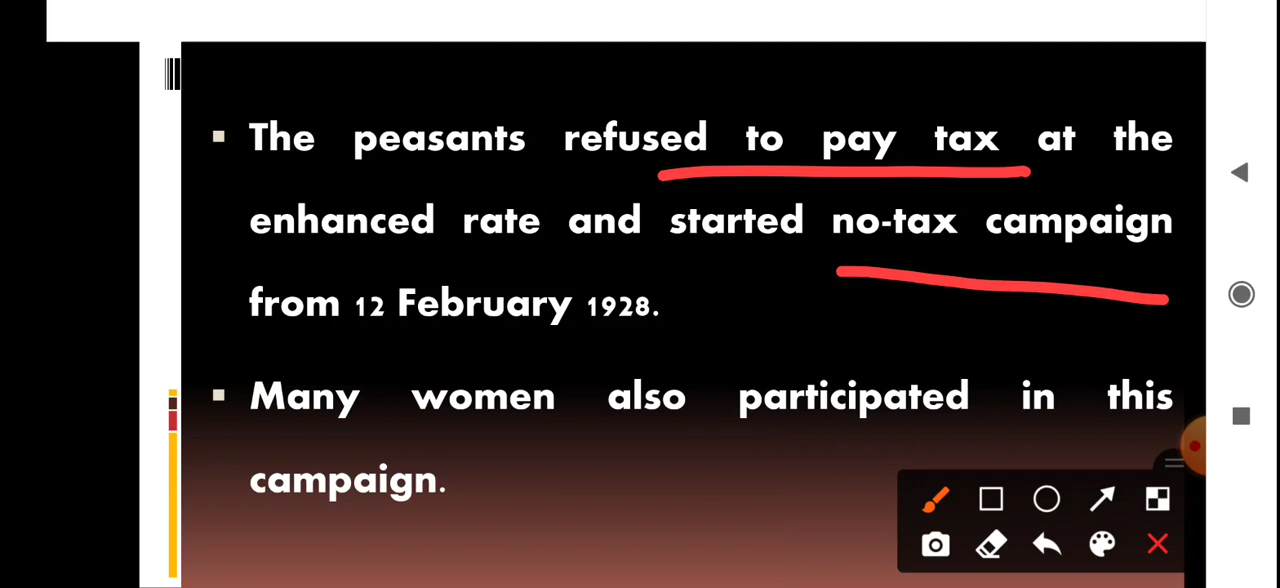 The peasants refused to pay tax at the
enhanced rate and started no-tax campaign
from 12 February 1928.
Many women also participated in this
campaign.